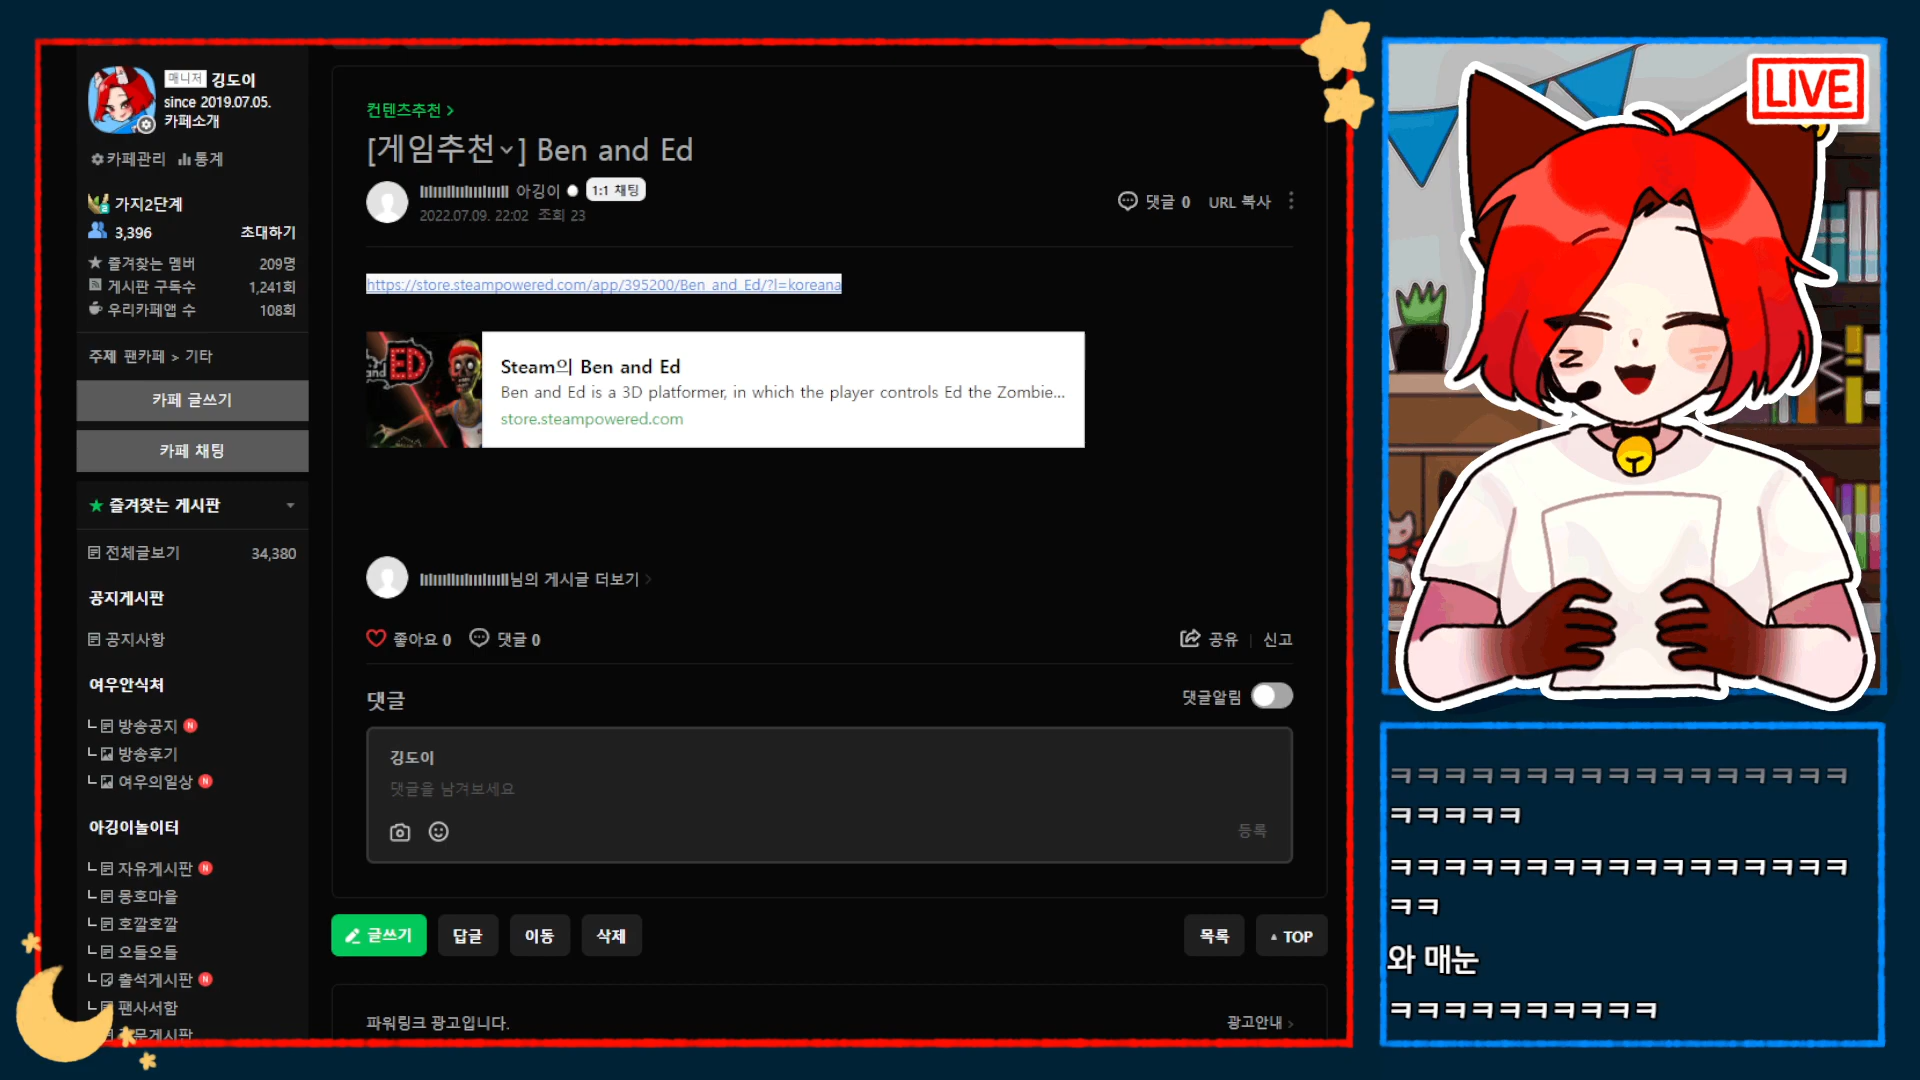 매니저 깅도이
since 2019.07.05.
카페소개
카페관리 통계
가지2단계
3,396 초대하기
즐겨찾는 멤버 209명
게시판 구독수 1,241회
우리카페앱 수 108회
주제 팬카페 > 기타
카페 글쓰기
카페 채팅
즐겨찾는 게시판
전체글보기 34,380
공지게시판
공지사항
여우안식처
방송공지 N
방송후기
여우의일상 N
아깅이놀이터
자유게시판 N
몽호마을
호깔호깔
오들오들
출석게시판 N
팬사서함
컨텐츠추천 >
[게임추천] Ben and Ed
아깅이 1:1 채팅
2022.07.09. 22:02 조회 23
댓글 0 URL 복사
https://store.steampowered.com/app/395200/Ben_and_Ed/?l=koreana
and ED
Steam의 Ben and Ed
Ben and Ed is a 3D platformer, in which the player controls Ed the Zombie...
store.steampowered.com
님의 게시글 더보기 >
좋아요 0 댓글 0
공유 | 신고
댓글
댓글알림
깅도이
댓글을 남겨보세요
등록
글쓰기 답글 이동 삭제
목록 TOP
파워링크 광고입니다.
광고안내 >
LIVE
ㅋㅋㅋㅋㅋㅋㅋㅋㅋㅋㅋㅋㅋㅋㅋㅋㅋ
ㅋㅋㅋㅋㅋ
ㅋㅋㅋㅋㅋㅋㅋㅋㅋㅋㅋㅋㅋㅋㅋㅋㅋ
ㅋㅋ
와 매눈
ㅋㅋㅋㅋㅋㅋㅋㅋㅋㅋ